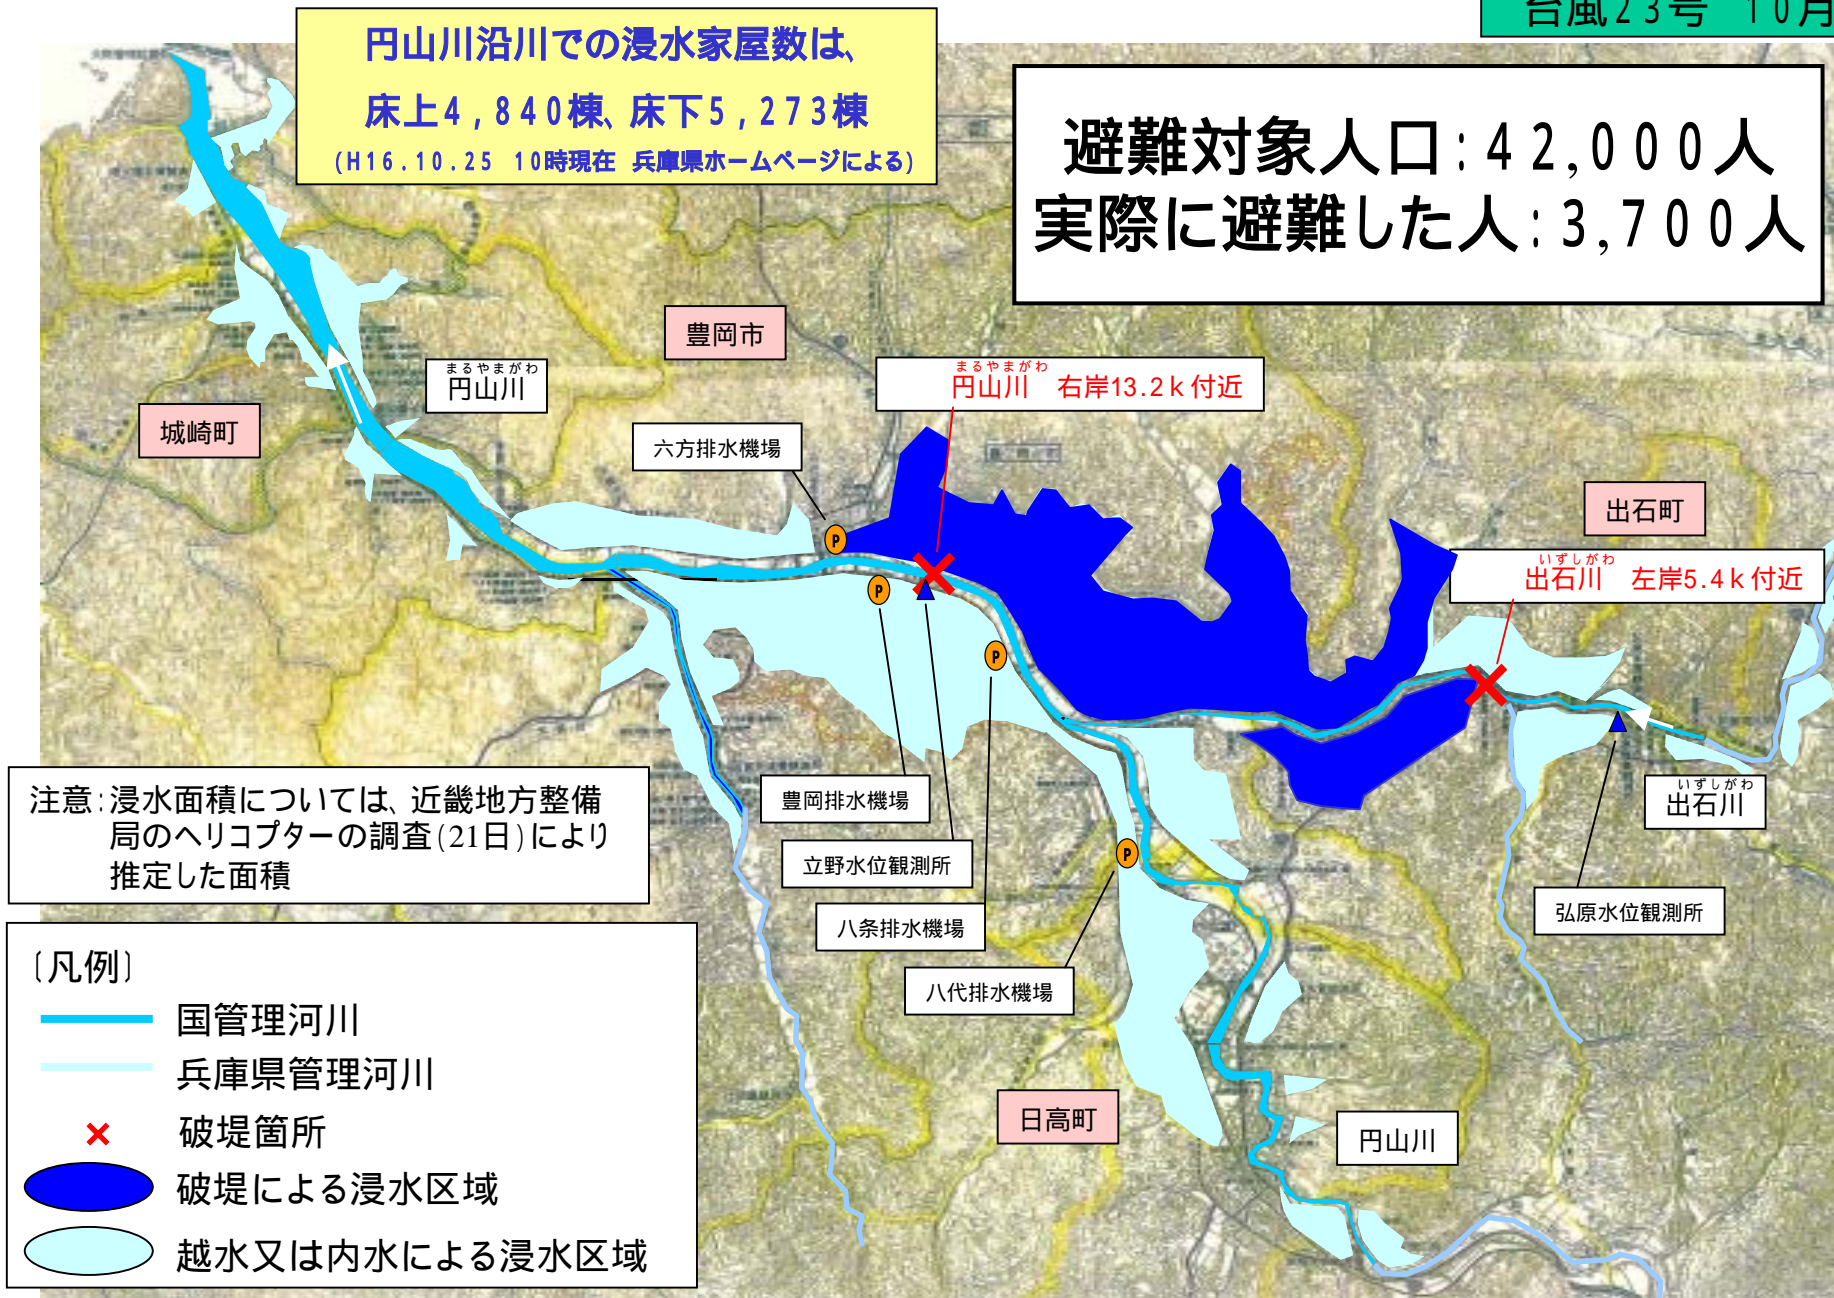 台風23号 10月
円山川沿川での浸水家屋数は、
床上4,840棟、床下5,273棟
(H16.10.25 10時現在 兵庫県ホームページによる)
避難対象人口:42,000人
実際に避難した人:3,700人
豊岡市
まるやまがわ
円山川
まるやまがわ
円山川 右岸13.2k付近
城崎町
六方排水機場
P
出石町
いずしがわ
出石川 左岸5.4k付近
P
P
注意:浸水面積については、近畿地方整備
局のヘリコプターの調査(21日)により
推定した面積
豊岡排水機場
いずしがわ
出石川
立野水位観測所
P
八条排水機場
弘原水位観測所
八代排水機場
〔凡例〕
国管理河川
兵庫県管理河川
破堤箇所
破堤による浸水区域
越水又は内水による浸水区域
日高町
円山川